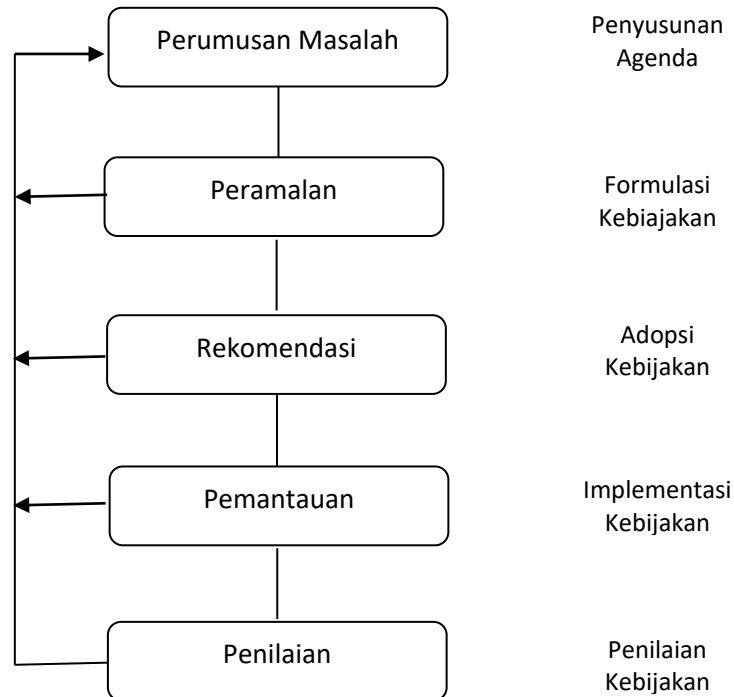 Perumusan Masalah
Penyusunan
Agenda
Peramalan
Formulasi
Kebiajakan
Rekomendasi
Adopsi
Kebijakan
Pemantauan
Implementasi
Kebijakan
Penilaian
Penilaian
Kebijakan